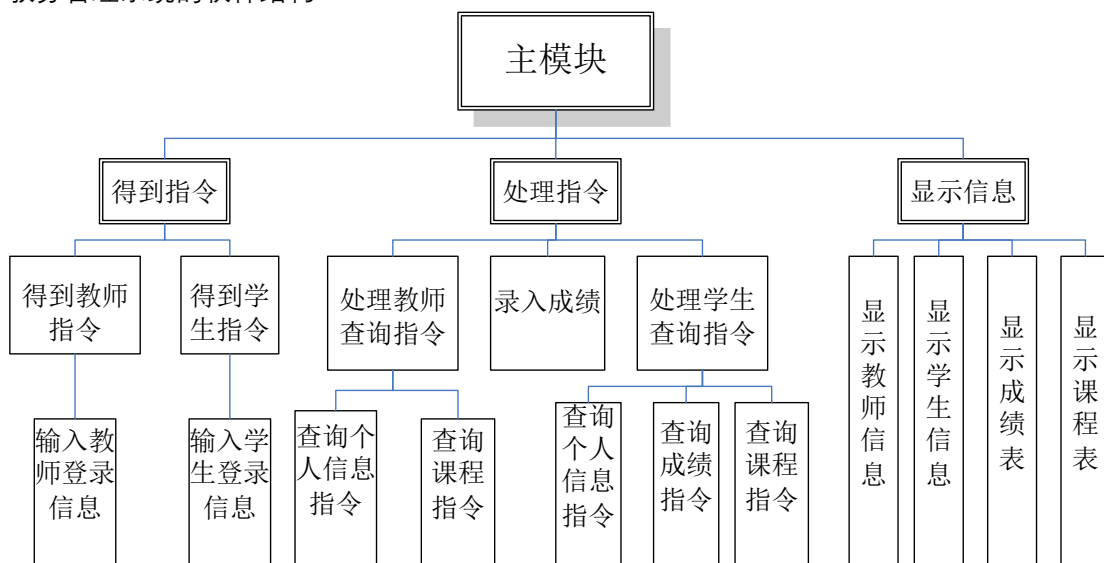 主模块
得到指令
处理指令
显示信息
得到教师
指令
得到学
生指令
处理教师
查询指令
录入成绩
处理学生
查询指令
显示教师信息
显示学生信息
显示成绩表
显示课程表
输入教
师登录
信息
输入学
生登录
信息
查询个
人信息
指令
查询
课程
指令
查询
个人
信息
指令
查询
成绩
指令
查询
课程
指令